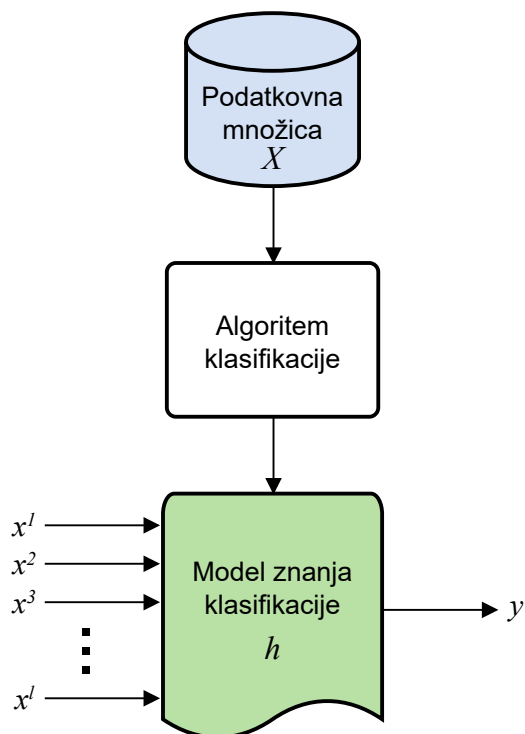 Podatkovna
množica
X
Algoritem
klasifikacije
x¹
x²
x³
xˡ
Model znanja
klasifikacije
h
y